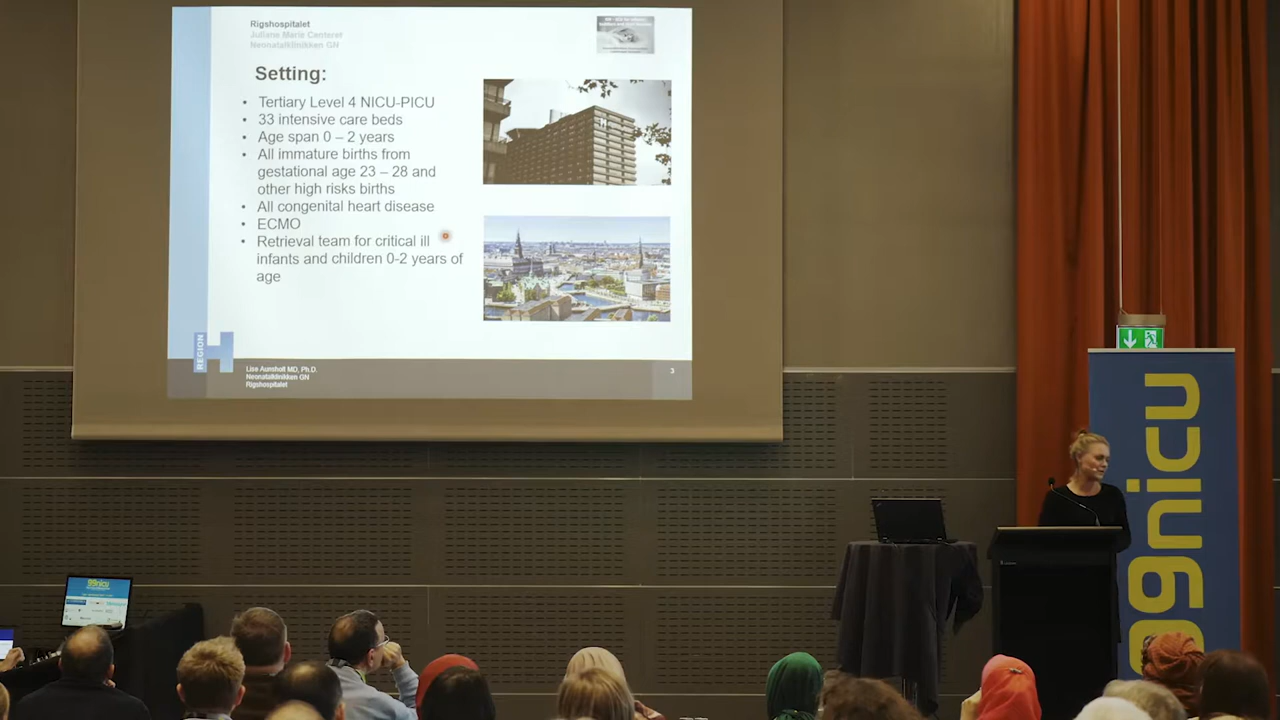 Rigshospitalet
Juliane Marie Centeret
Neonatalklinikken GN
Setting:
• Tertiary Level 4 NICU-PICU
• 33 intensive care beds
• Age span 0 – 2 years
• All immature births from
gestational age 23 – 28 and
other high risks births
• All congenital heart disease
• ECMO
• Retrieval team for critical ill
infants and children 0-2 years of
age
REGION
H
Lise Aunsholt MD, Ph.D.
Neonatalklinikken GN
Rigshospitalet
3
99nicu
99nicu